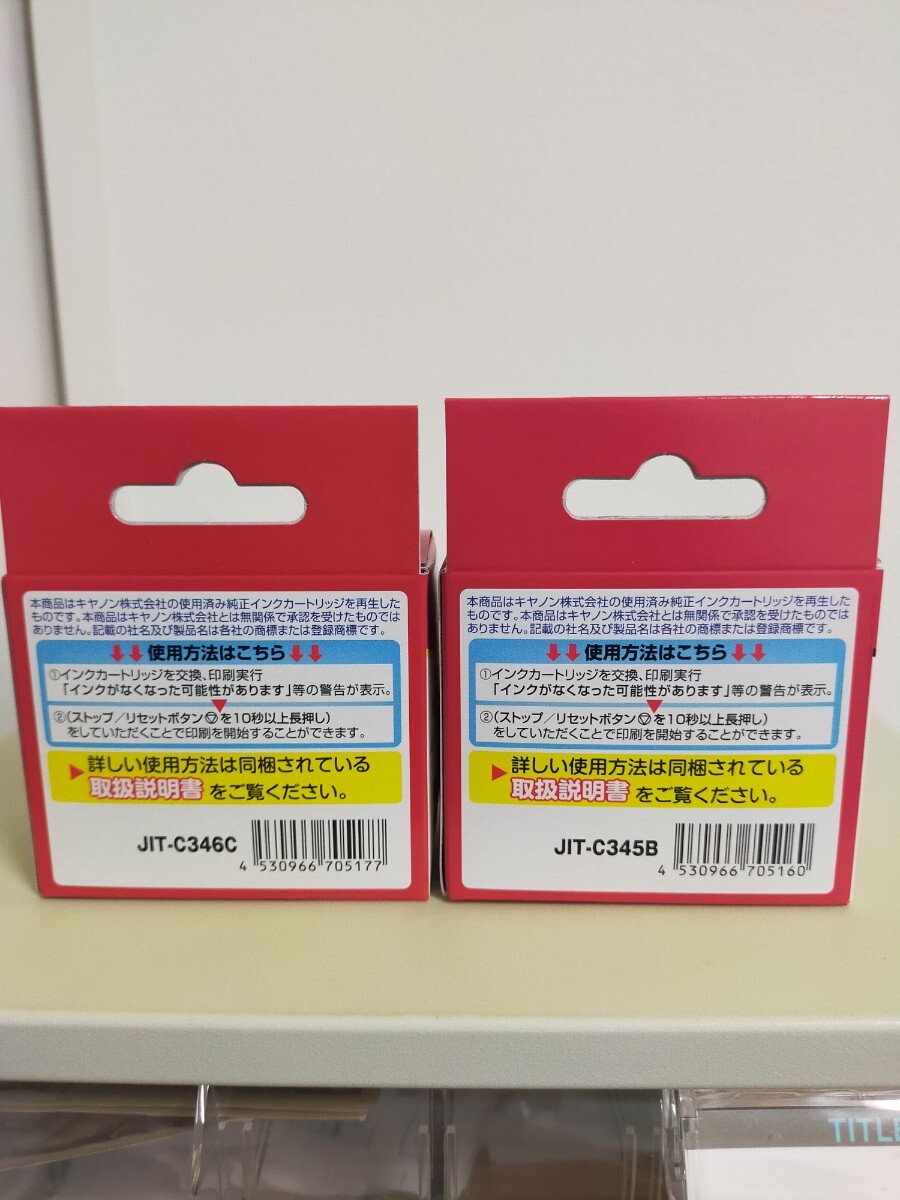 本商品はキヤノン株式会社の使用済み純正インクカートリッジを再生した
ものです。本商品はキヤノン株式会社とは無関係で承認を受けたものでは
ありません。記載の社名及び製品名は各社の商標または登録商標です。
使用方法はこちら
①インクカートリッジを交換、印刷実行
「インクがなくなった可能性があります」等の警告が表示。
②(ストップ/リセットボタンを10秒以上長押し)
をしていただくことで印刷を開始することができます。
詳しい使用方法は同梱されている
取扱説明書をご覧ください。
JIT-C346C
4 530966 705177
本商品はキヤノン株式会社の使用済み純正インクカートリッジを再生した
ものです。本商品はキヤノン株式会社とは無関係で承認を受けたものでは
ありません。記載の社名及び製品名は各社の商標または登録商標です。
使用方法はこちら
①インクカートリッジを交換、印刷実行
「インクがなくなった可能性があります」等の警告が表示。
②(ストップ/リセットボタンを10秒以上長押し)
をしていただくことで印刷を開始することができます。
詳しい使用方法は同梱されている
取扱説明書をご覧ください。
JIT-C345B
4 530966 705160
TITLE